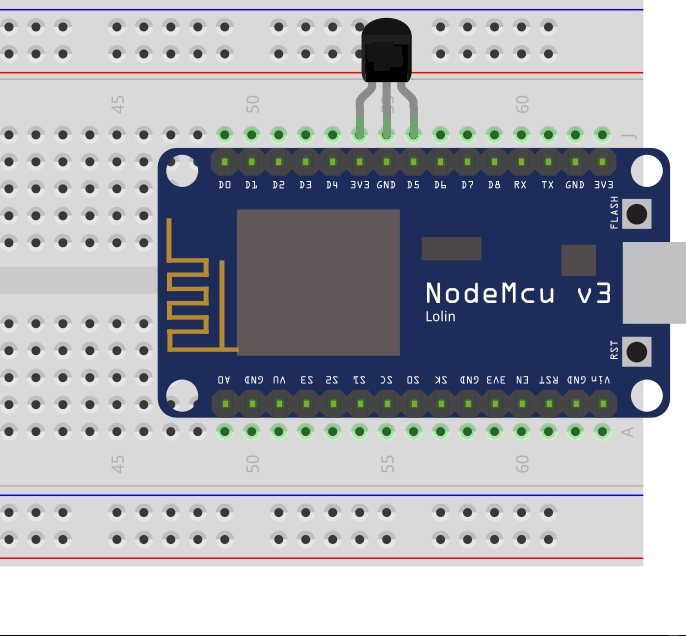 45 50 55 60 J
D0 D1 D2 D3 D4 3V3 GND D5 D6 D7 D8 RX TX GND 3V3
FLASH
NodeMcu v3
Lolin
RST
A0 GND VU S3 S2 S1 SC S0 SK GND 3V3 EN RST GND Vin
A
45 50 55 60